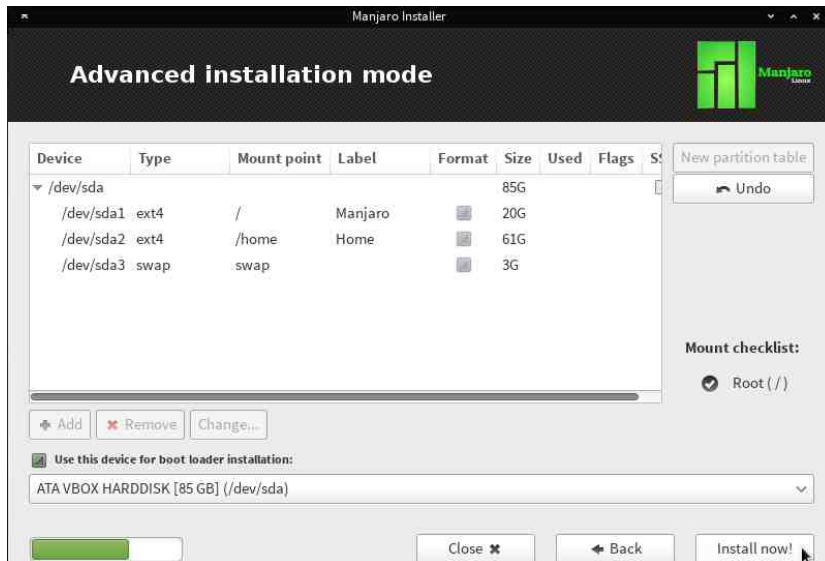 Manjaro Installer
Advanced installation mode
Manjaro
Linux
Device Type Mount point Label Format Size Used Flags SS
/dev/sda 85G
/dev/sda1 ext4 / Manjaro 20G
/dev/sda2 ext4 /home Home 61G
/dev/sda3 swap swap 3G
New partition table
Undo
Mount checklist:
Root ( / )
Add Remove Change...
Use this device for boot loader installation:
ATA VBOX HARDDISK [85 GB] (/dev/sda)
Close Back Install now!